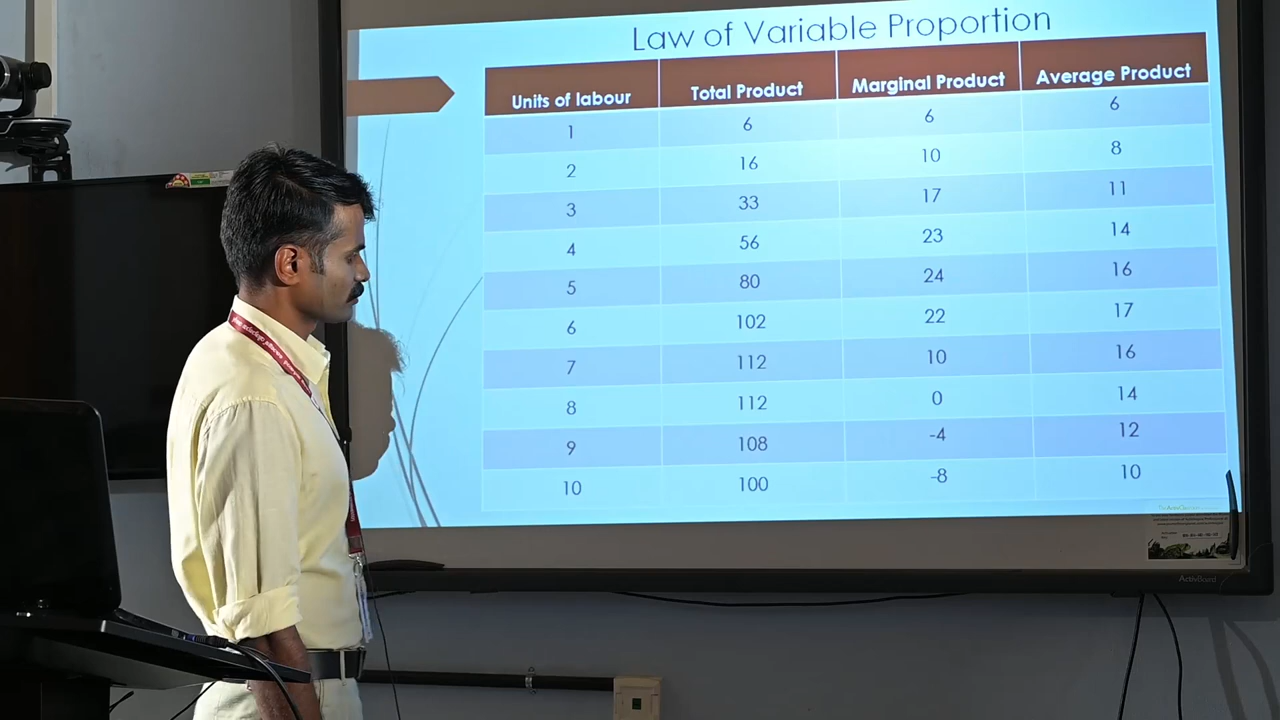 Law of Variable Proportion
Units of labour Total Product Marginal Product Average Product
1 6 6 6
2 16 10 8
3 33 17 11
4 56 23 14
5 80 24 16
6 102 22 17
7 112 10 16
8 112 0 14
9 108 -4 12
10 100 -8 10
ActivBoard